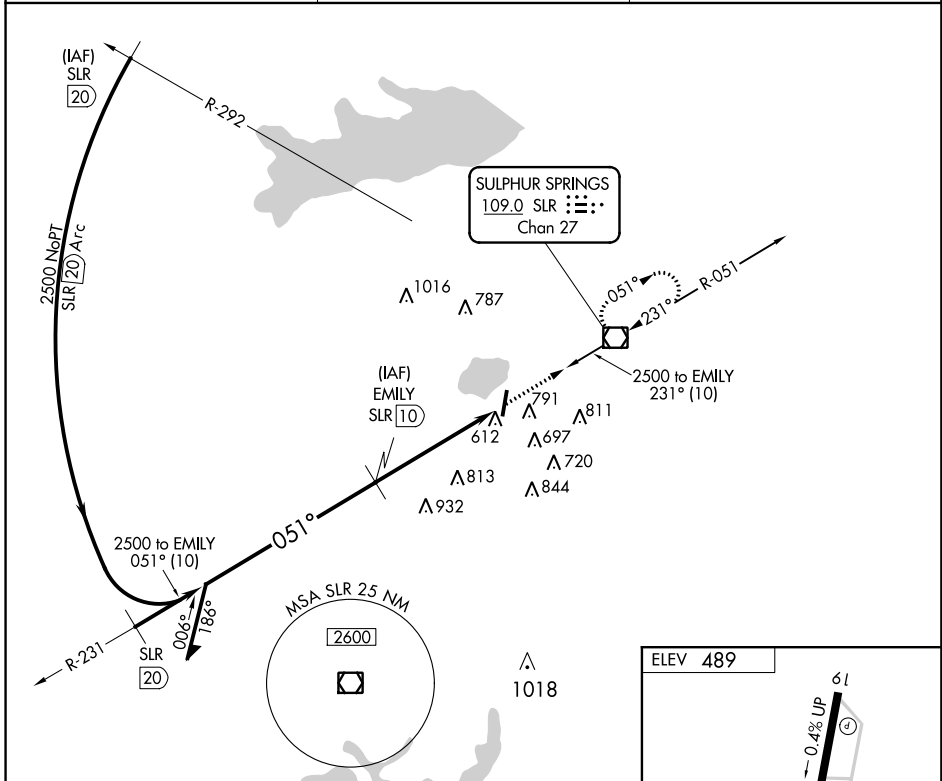 (IAF)
SLR
20
R-292
2500 NoPT
SLR 20 Arc
SULPHUR SPRINGS
109.0 SLR
Chan 27
051°
231°
R-051
1016
787
2500 to EMILY
231° (10)
(IAF)
EMILY
SLR 10
791
811
612
697
720
813
844
932
051°
2500 to EMILY
051° (10)
006°
186°
R-231
SLR
20
MSA SLR 25 NM
2600
1018
ELEV 489
19
0.4% UP
P